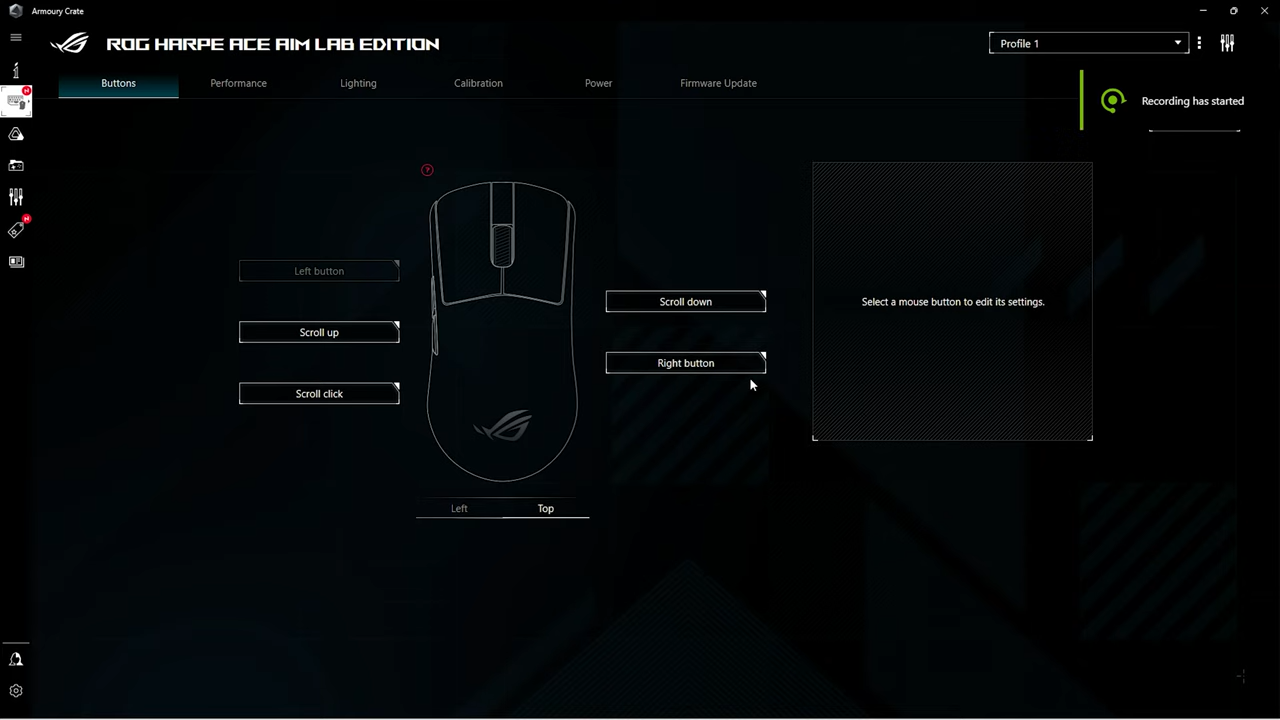 Armoury Crate
ROG HARPE ACE AIM LAB EDITION
Profile 1
Buttons
Performance
Lighting
Calibration
Power
Firmware Update
Recording has started
Left button
Scroll up
Scroll click
Scroll down
Right button
Select a mouse button to edit its settings.
Left
Top